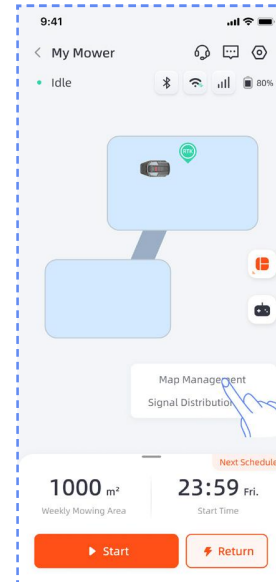 9:41
My Mower
Idle
80%
RTK
Map Management
Signal Distribution
Next Schedule
1000 m²
23:59 Fri.
Weekly Mowing Area
Start Time
Start
Return